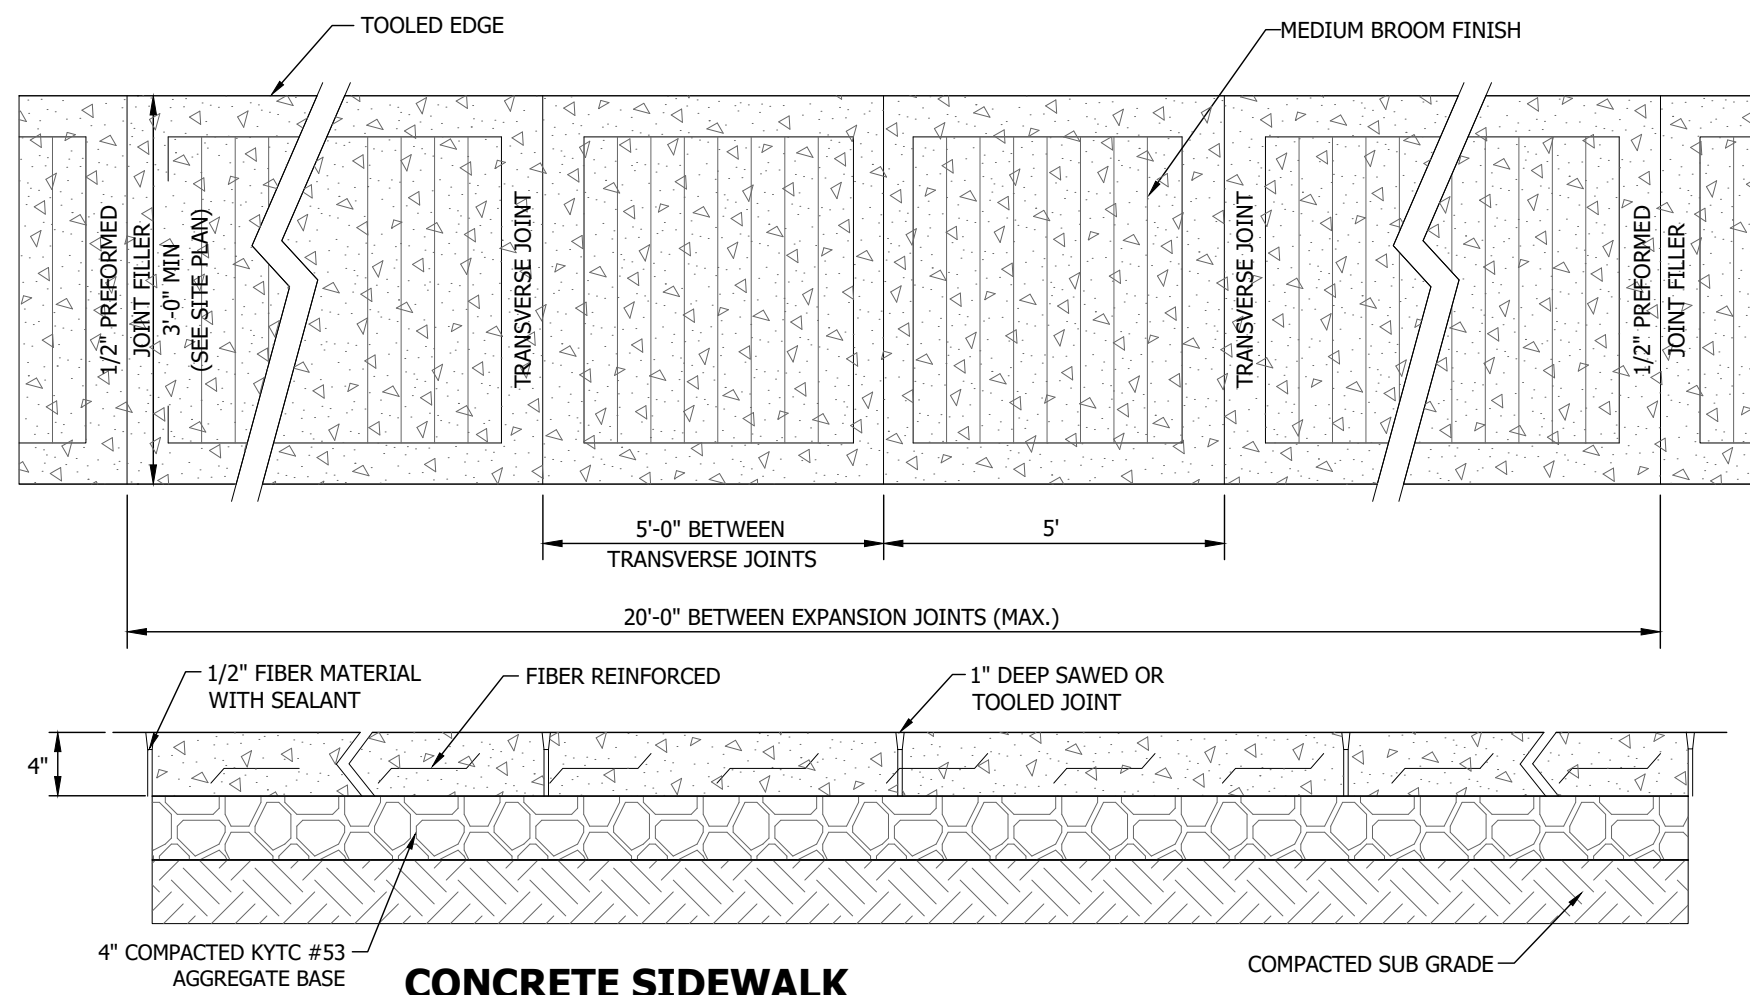 TOOLED EDGE
MEDIUM BROOM FINISH
1/2" PREFORMED
JOINT FILLER
3'-0" MIN
(SEE SITE PLAN)
TRANSVERSE JOINT
TRANSVERSE JOINT
1/2" PREFORMED
JOINT FILLER
5'-0" BETWEEN
TRANSVERSE JOINTS
5'
20'-0" BETWEEN EXPANSION JOINTS (MAX.)
1/2" FIBER MATERIAL
WITH SEALANT
FIBER REINFORCED
1" DEEP SAWED OR
TOOLED JOINT
4"
4" COMPACTED KYTC #53
AGGREGATE BASE
COMPACTED SUB GRADE
CONCRETE SIDEWALK